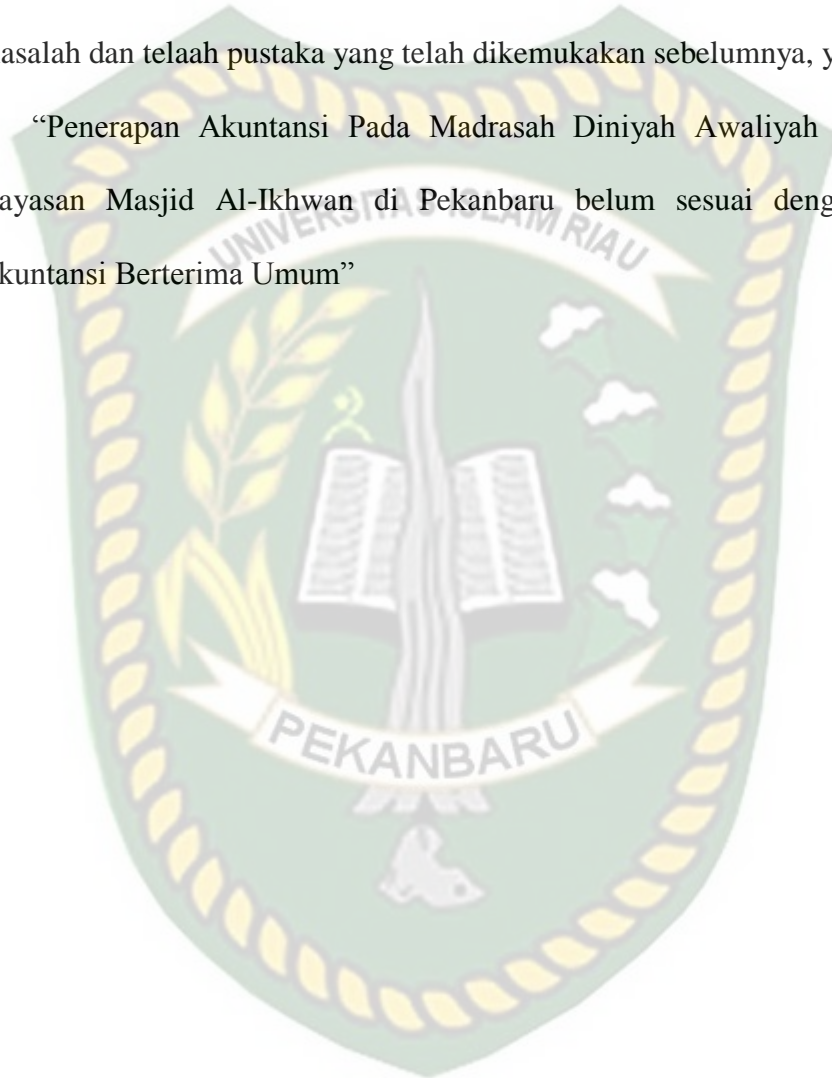 asalah dan telaah pustaka yang telah dikemukakan sebelumnya, y
“Penerapan Akuntansi Pada Madrasah Diniyah Awaliyah
ayasan Masjid Al-Ikhwan di Pekanbaru belum sesuai deng
kuntansi Berterima Umum”
UNIVERSITAS ISLAM RIAU
PEKANBARU